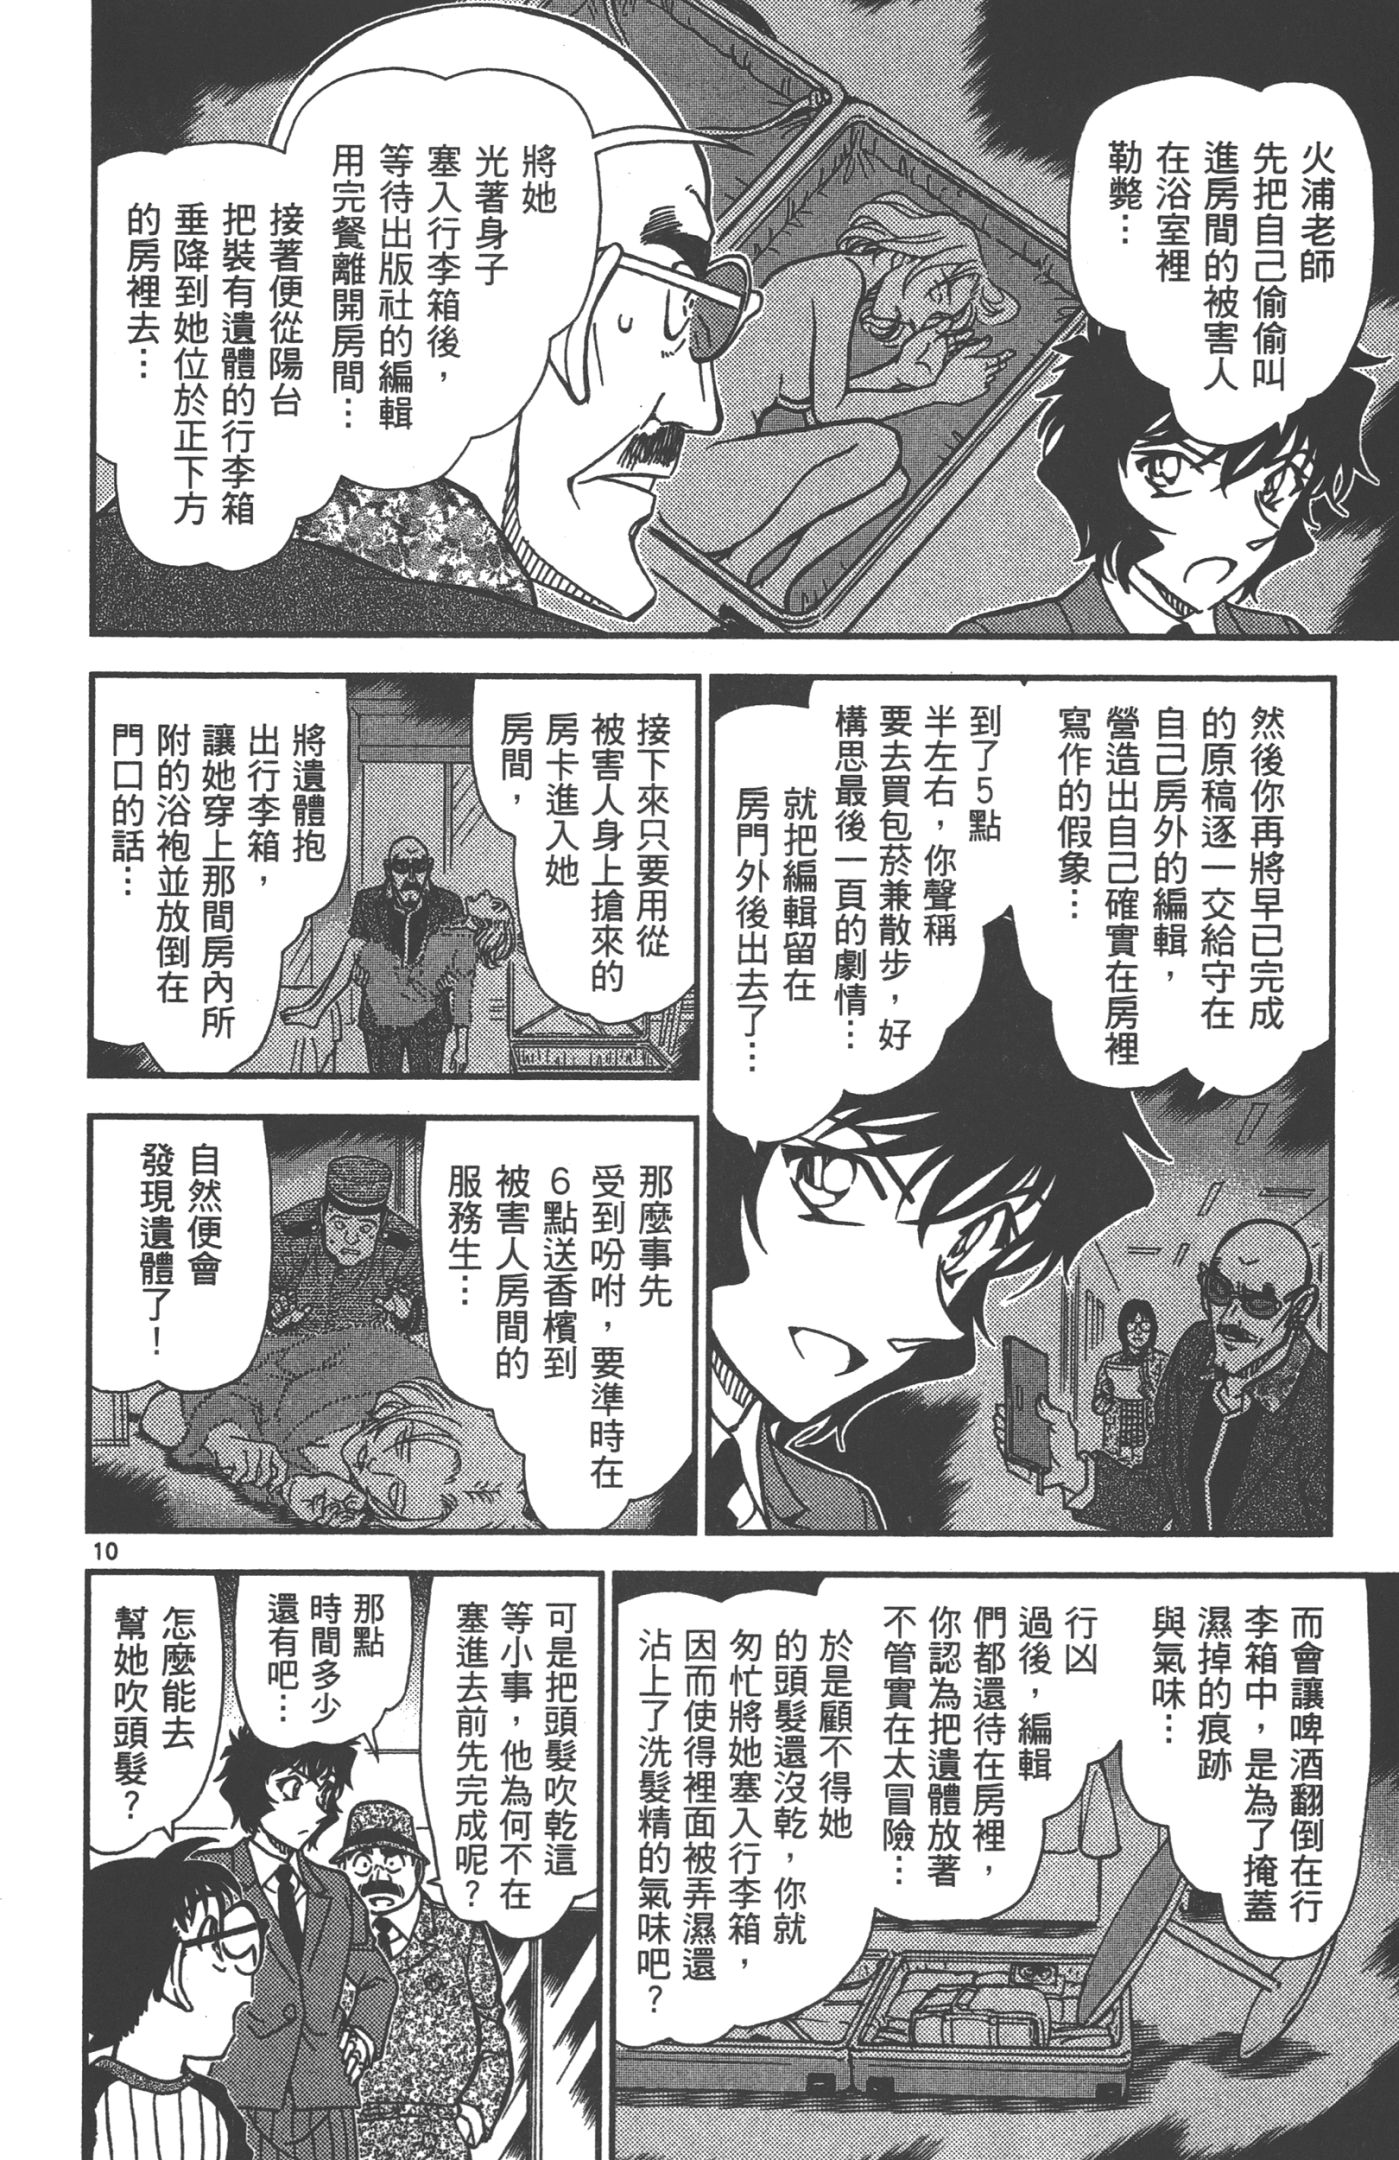 火浦老師
先把自己偷偷叫
進房間的被害人
在浴室裡
勒斃…
將她
光著身子
塞入行李箱後，
等待出版社的編輯
用完餐離開房間…
接著便從陽台
把裝有遺體的行李箱
垂降到她位於正下方
的房裡去…
然後你再將早已完成
的原稿逐一交給守在
自己房外的編輯，
營造出自己確實在房裡
寫作的假象…
到了5點
半左右，你聲稱
要去買包菸兼散步，好
構思最後一頁的劇情…
就把編輯留在
房門外後出去了…
接下來只要用從
被害人身上搶來的
房卡進入她
房間，
將遺體抱
出行李箱，
讓她穿上那間房內所
附的浴袍並放倒在
門口的話…
那麼事先
受到吩咐，要準時在
6點送香檳到
被害人房間的
服務生…
自然便會
發現遺體了！
10
而會讓啤酒翻倒在行
李箱中，是為了掩蓋
濕掉的痕跡
與氣味…
行凶
過後，編輯
們都還待在房裡，
你認為把遺體放著
不管實在太冒險…
於是顧不得她
的頭髮還沒乾，你就
匆忙將她塞入行李箱，
因而使得裡面被弄濕還
沾上了洗髮精的氣味吧？
可是把頭髮吹乾這
等小事，他為何不在
塞進去前先完成呢？
那點
時間多少
還有吧…
怎麼能去
幫她吹頭髮？